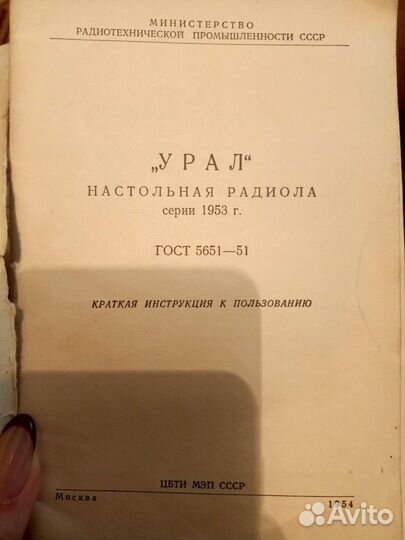 МИНИСТЕРСТВО
РАДИОТЕХНИЧЕСКОЙ ПРОМЫШЛЕННОСТИ СССР
„УРАЛ“
НАСТОЛЬНАЯ РАДИОЛА
серии 1953 г.
ГОСТ 5651—51
КРАТКАЯ ИНСТРУКЦИЯ К ПОЛЬЗОВАНИЮ
ЦБТИ МЭП СССР
Москва 1954
Avito